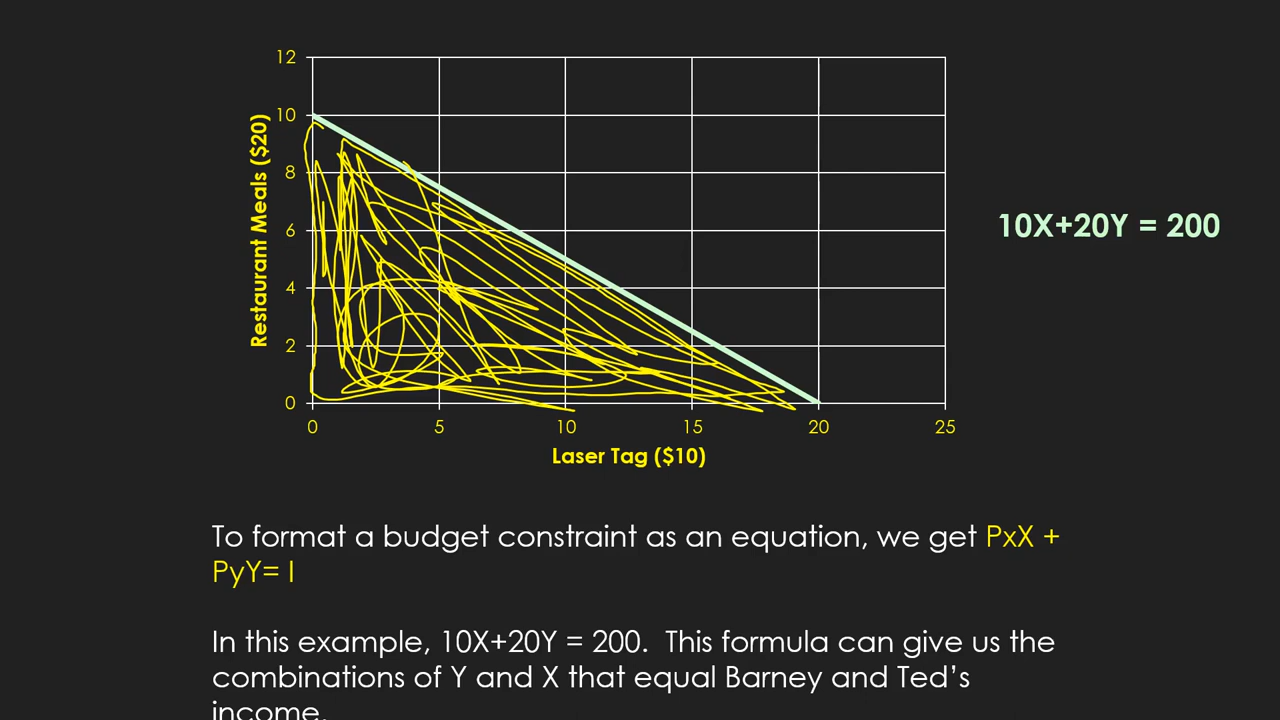 12
10
8
6
4
2
0
Restaurant Meals ($20)
0 5 10 15 20 25
Laser Tag ($10)
10X+20Y = 200
To format a budget constraint as an equation, we get PxX +
PyY= I
In this example, 10X+20Y = 200.  This formula can give us the
combinations of Y and X that equal Barney and Ted’s
income.